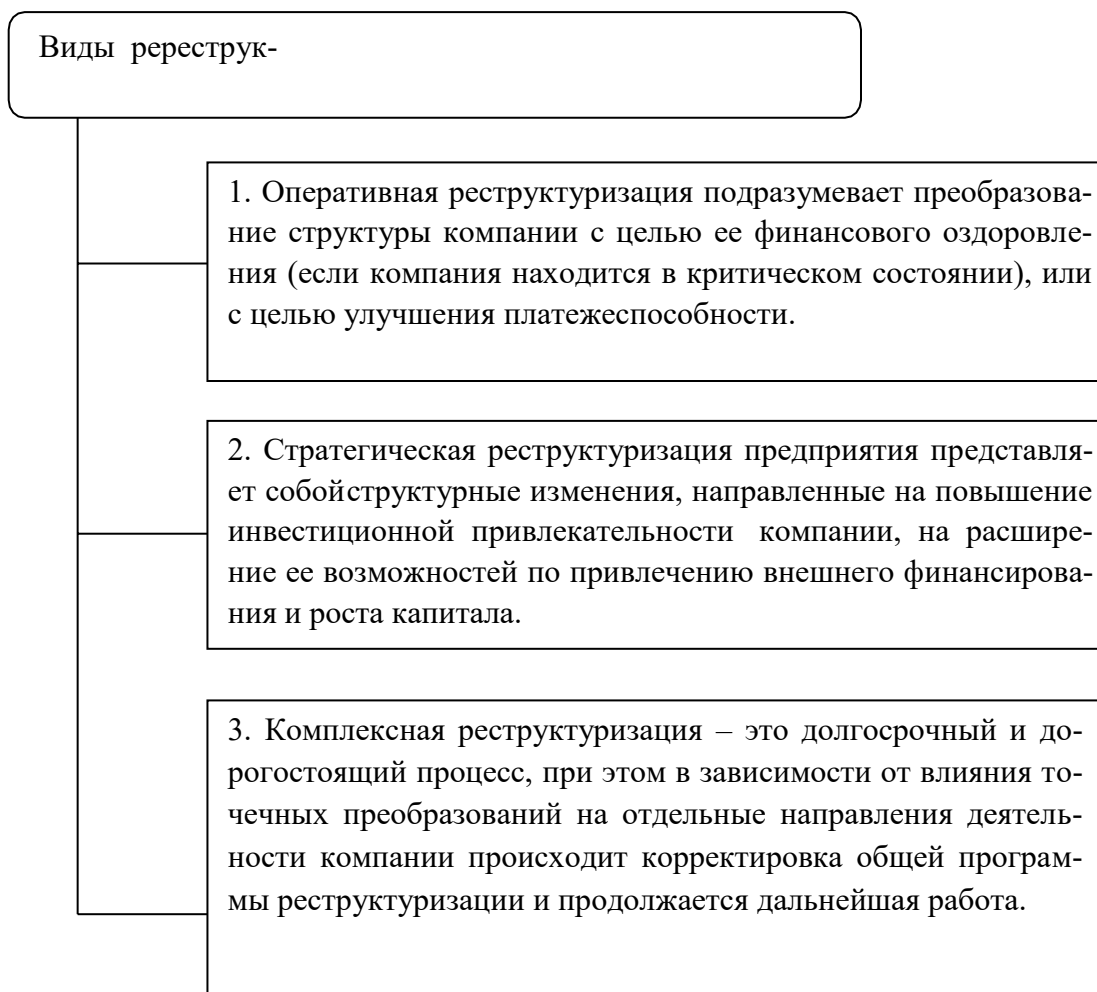 Виды ререструк-
1. Оперативная реструктуризация подразумевает преобразова-
ние структуры компании с целью ее финансового оздоровле-
ния (если компания находится в критическом состоянии), или
с целью улучшения платежеспособности.
2. Стратегическая реструктуризация предприятия представля-
ет собойструктурные изменения, направленные на повышение
инвестиционной привлекательности компании, на расшире-
ние ее возможностей по привлечению внешнего финансирова-
ния и роста капитала.
3. Комплексная реструктуризация – это долгосрочный и до-
рогостоящий процесс, при этом в зависимости от влияния то-
чечных преобразований на отдельные направления деятель-
ности компании происходит корректировка общей програм-
мы реструктуризации и продолжается дальнейшая работа.